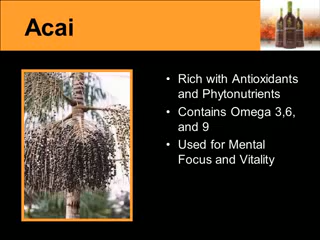 Acai
• Rich with Antioxidants
and Phytonutrients
• Contains Omega 3,6,
and 9
• Used for Mental
Focus and Vitality